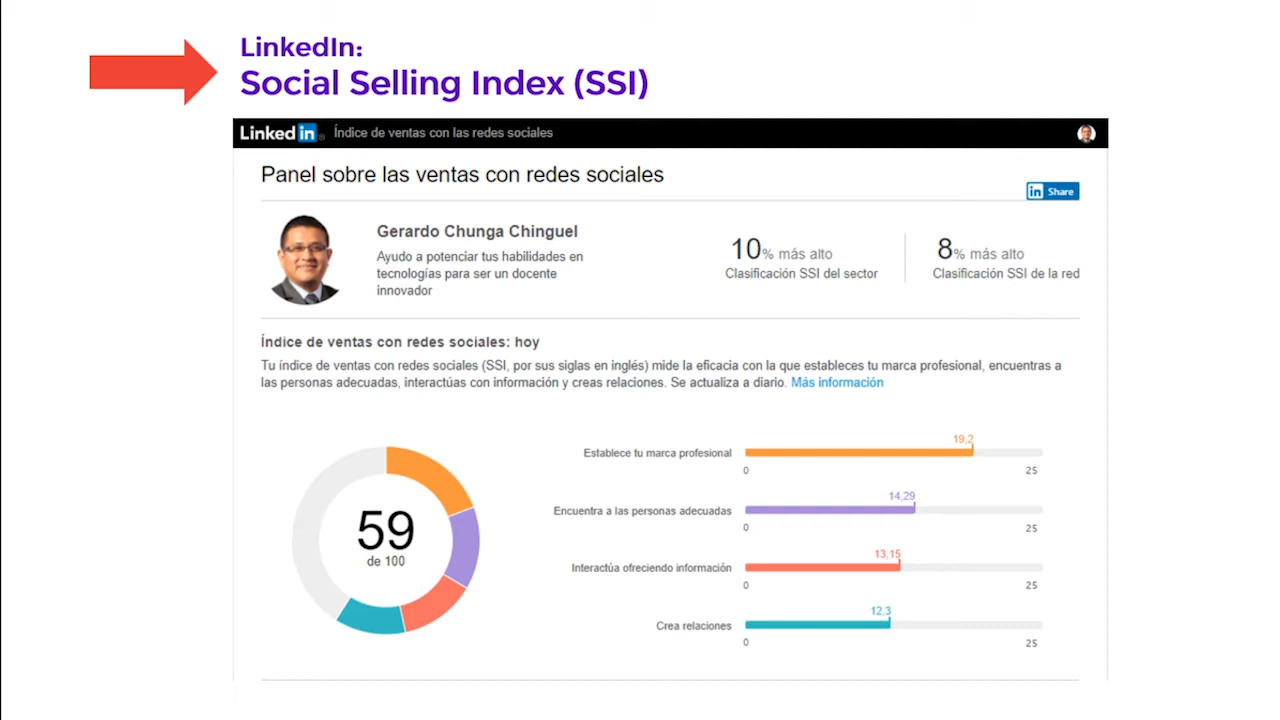 LinkedIn:
Social Selling Index (SSI)
Linked in Índice de ventas con las redes sociales
Panel sobre las ventas con redes sociales
in Share
Gerardo Chunga Chinguel
Ayudo a potenciar tus habilidades en
tecnologías para ser un docente
innovador
10% más alto
Clasificación SSI del sector
8% más alto
Clasificación SSI de la red
Índice de ventas con redes sociales: hoy
Tu índice de ventas con redes sociales (SSI, por sus siglas en inglés) mide la eficacia con la que estableces tu marca profesional, encuentras a
las personas adecuadas, interactúas con información y creas relaciones. Se actualiza a diario. Más información
59
de 100
19,2
Establece tu marca profesional
0 25
14,29
Encuentra a las personas adecuadas
0 25
13,15
Interactúa ofreciendo información
0 25
12,3
Crea relaciones
0 25